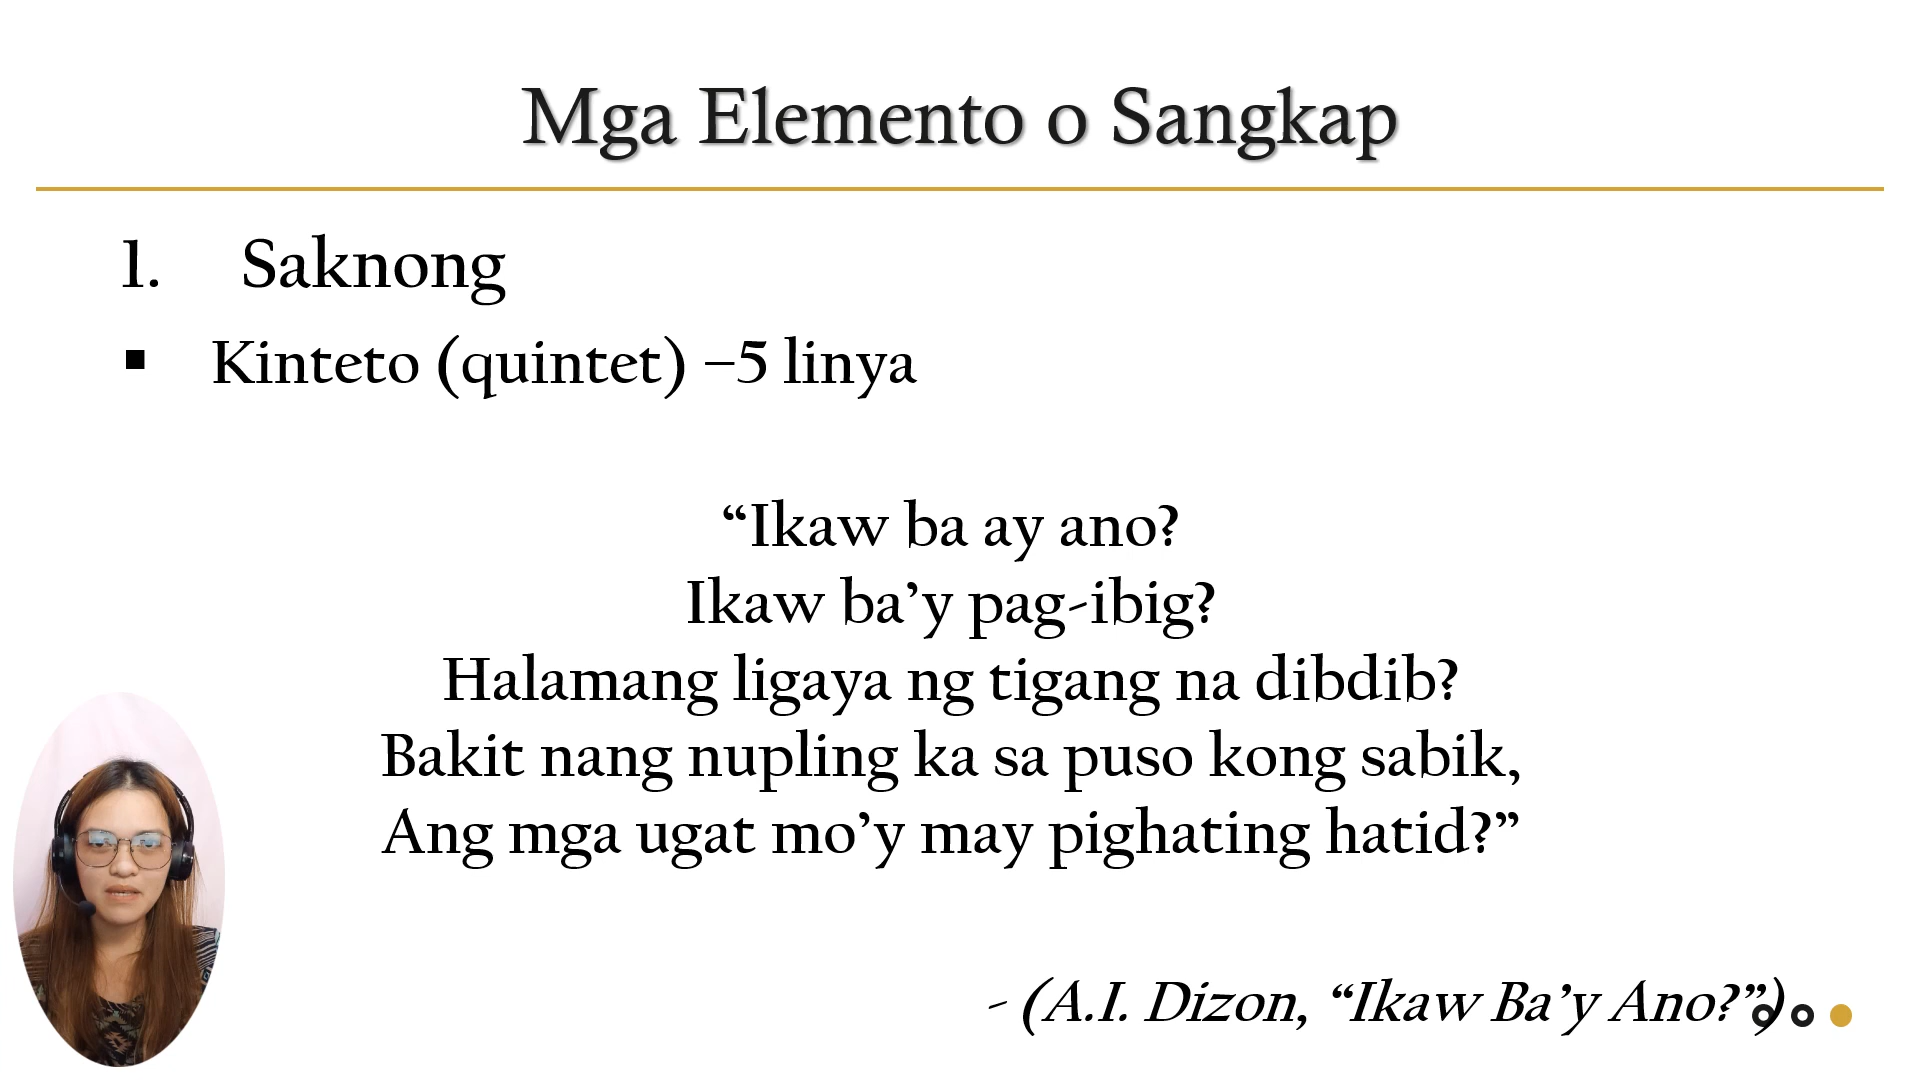 Mga Elemento o Sangkap
1. Saknong
▪ Kinteto (quintet) –5 linya
“Ikaw ba ay ano?
Ikaw ba’y pag-ibig?
Halamang ligaya ng tigang na dibdib?
Bakit nang nupling ka sa puso kong sabik,
Ang mga ugat mo’y may pighating hatid?”
- (A.I. Dizon, “Ikaw Ba’y Ano?”)